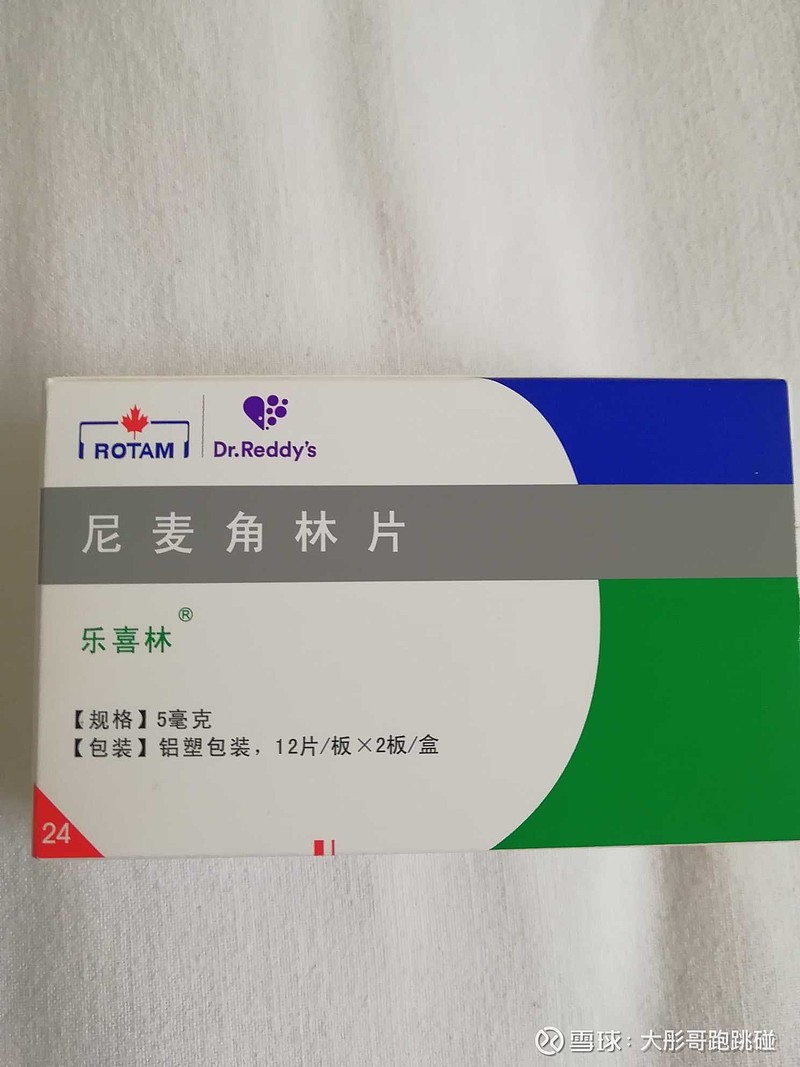 ROTAM
Dr.Reddy's
尼麦角林片
乐喜林®
【规格】5毫克
【包装】铝塑包装，12片/板×2板/盒
24
雪球：大彤哥跑跳碰